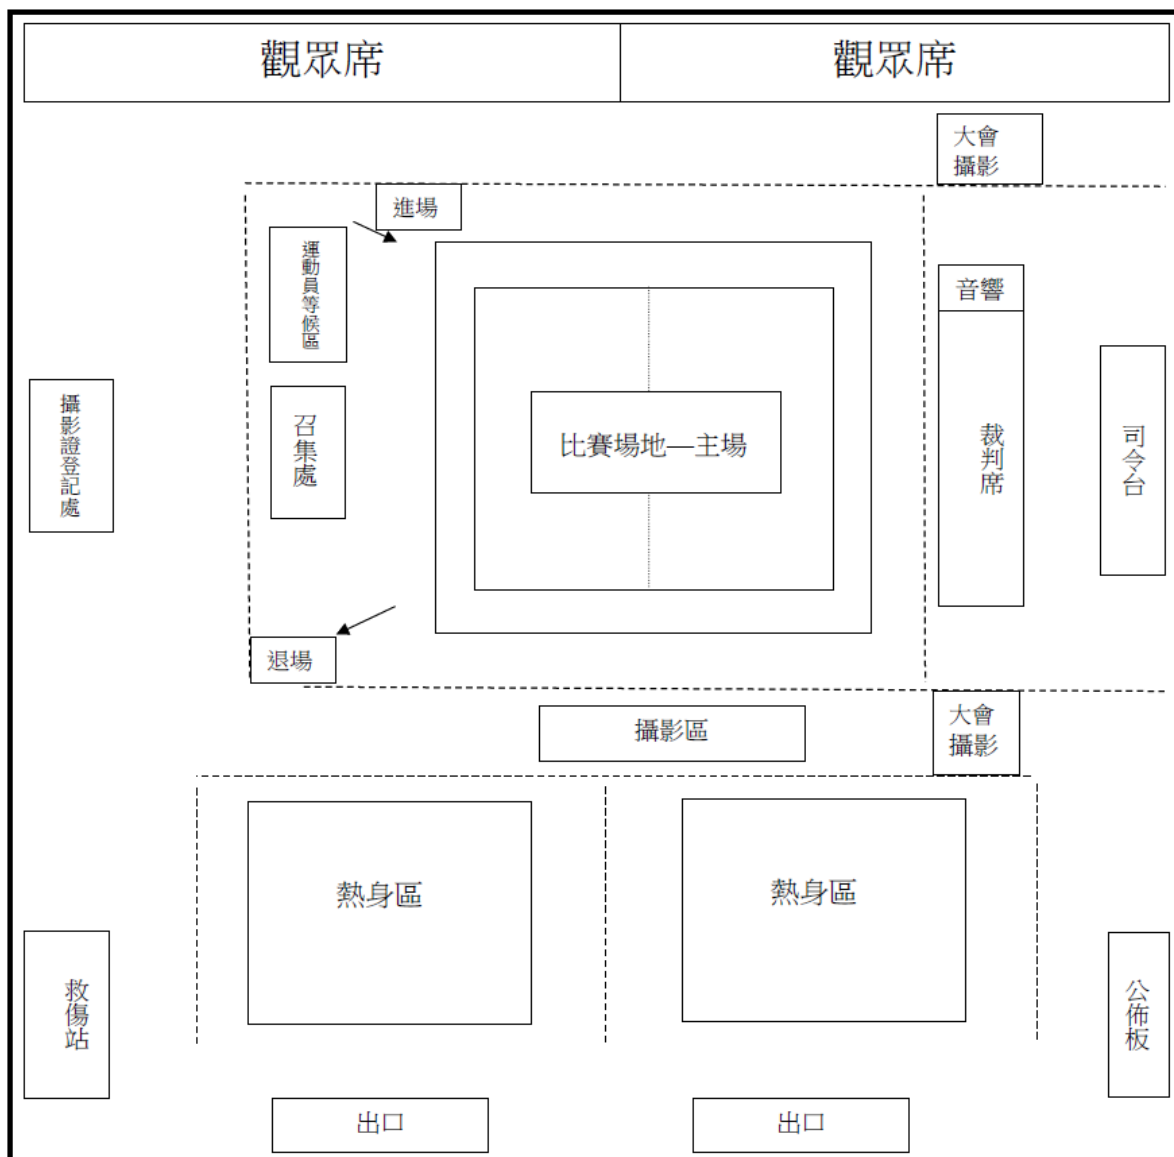 觀眾席
觀眾席
大會
攝影
進場
運動員等候區
音響
攝影證登記處
召集處
比賽場地—主場
裁判席
司令台
退場
攝影區
大會
攝影
熱身區
熱身區
救傷站
公佈板
出口
出口